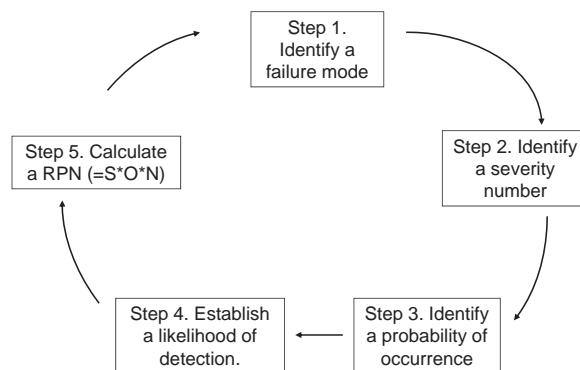 Step 1.
Identify a
failure mode
Step 2. Identify
a severity
number
Step 3. Identify
a probability of
occurrence
Step 4. Establish
a likelihood of
detection.
Step 5. Calculate
a RPN (=S*O*N)